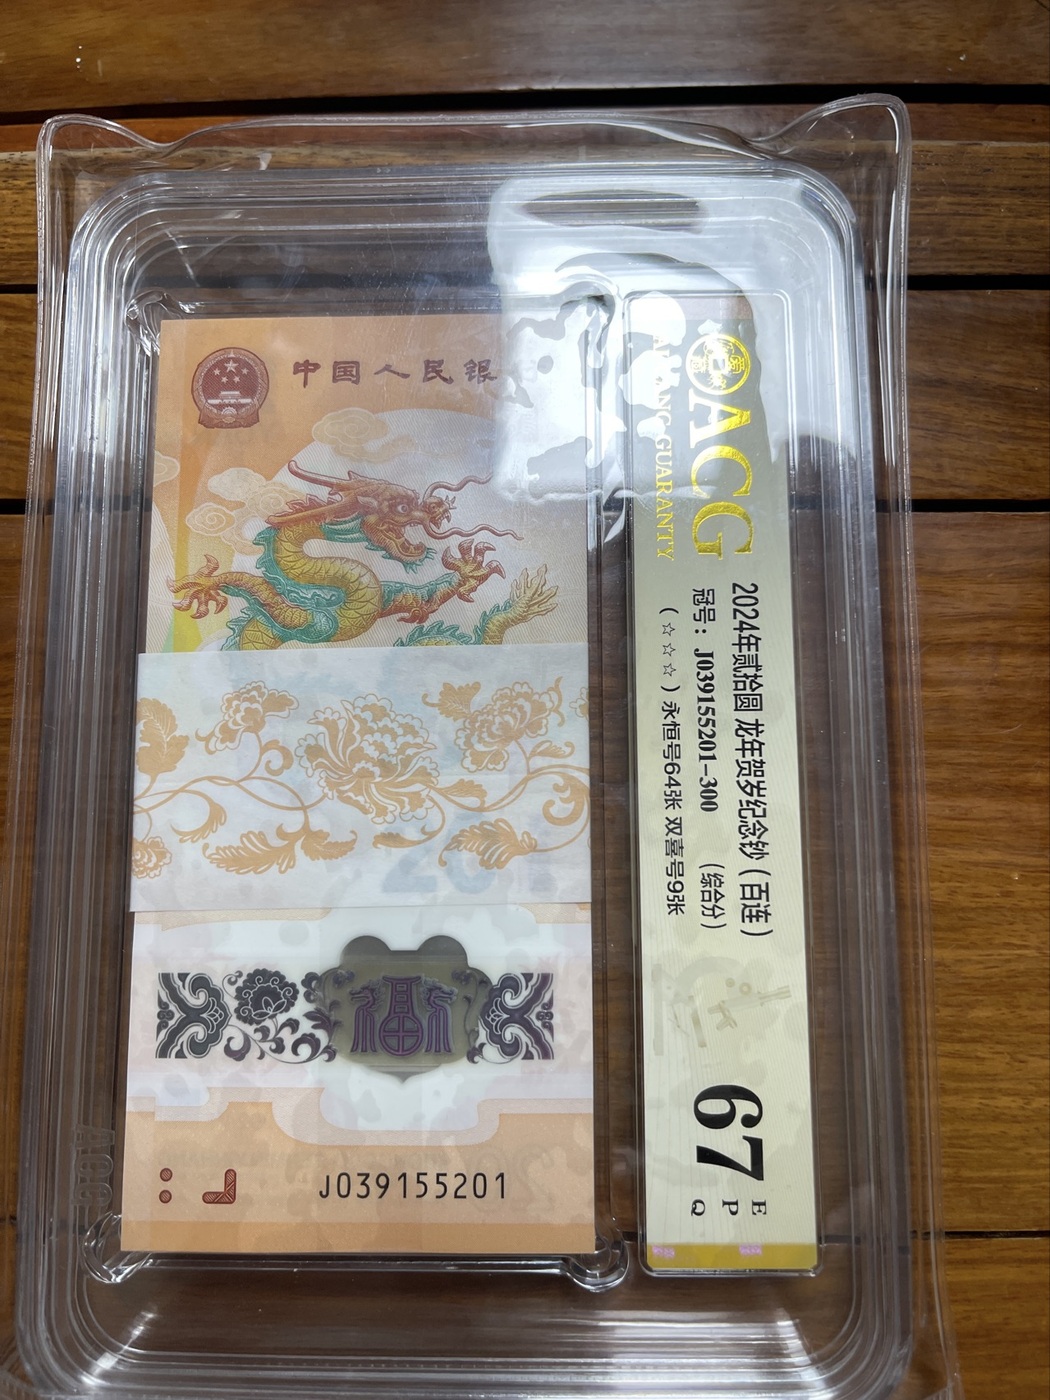 中国人民银
J039155201
ACG
GUARANTY
2024年贰拾圆 龙年贺岁纪念钞（百连）
冠号：J039155201-300 （综合分）
（☆☆☆）永恒号64张 双喜号9张
67
E
P
Q